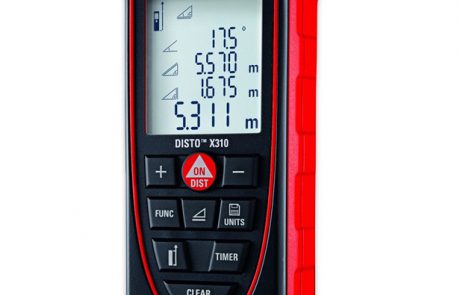 17.5 °
5.570 m
1.675 m
5.311 m
DISTO™ X310
+ ON DIST −
FUNC UNITS
TIMER
CLEAR